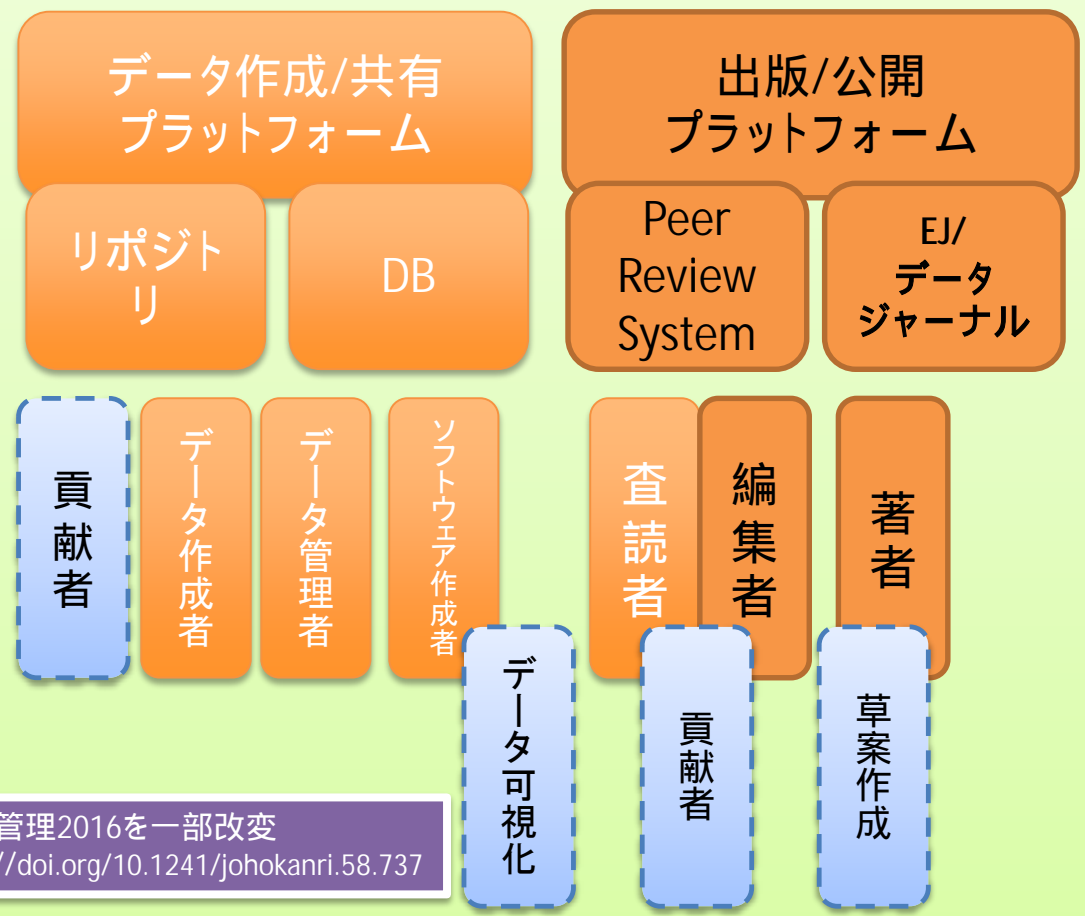 データ作成/共有
プラットフォーム
出版/公開
プラットフォーム
リポジト
リ
DB
Peer
Review
System
EJ/
データ
ジャーナル
貢献者
データ作成者
データ管理者
ソフトウェア作成者
査読者
編集者
著者
データ可視化
貢献者
草案作成
管理2016を一部改変
//doi.org/10.1241/johokanri.58.737